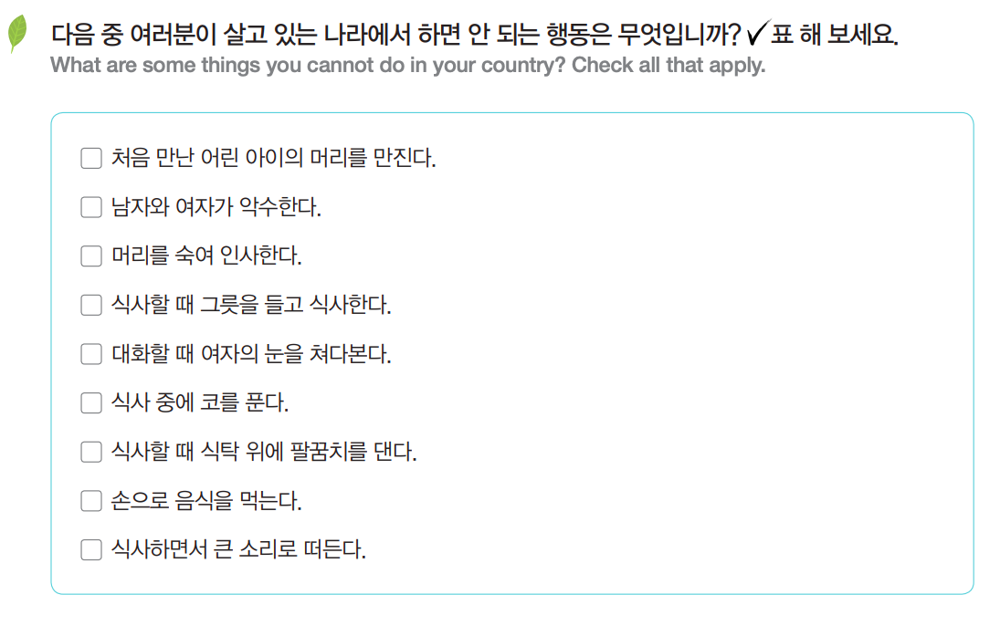 다음 중 여러분이 살고 있는 나라에서 하면 안 되는 행동은 무엇입니까? ✓표 해 보세요.
What are some things you cannot do in your country? Check all that apply.
처음 만난 어린 아이의 머리를 만진다.
남자와 여자가 악수한다.
머리를 숙여 인사한다.
식사할 때 그릇을 들고 식사한다.
대화할 때 여자의 눈을 쳐다본다.
식사 중에 코를 푼다.
식사할 때 식탁 위에 팔꿈치를 댄다.
손으로 음식을 먹는다.
식사하면서 큰 소리로 떠든다.